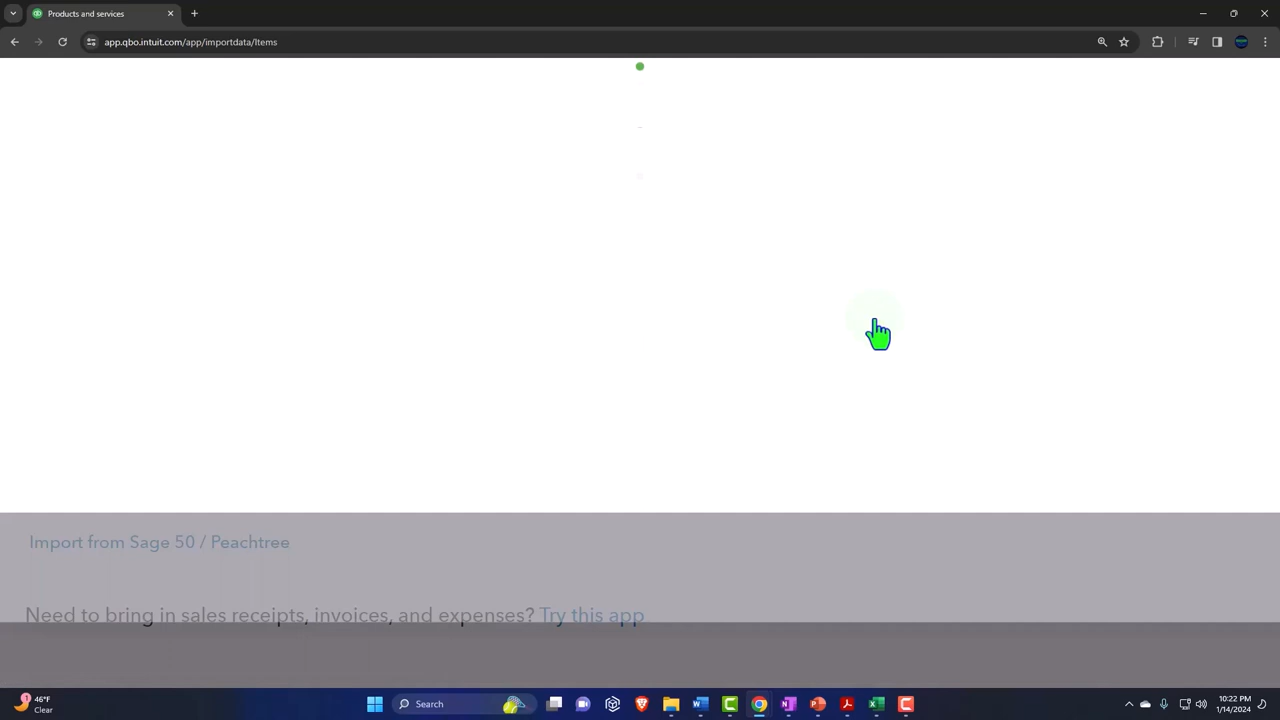 Products and services
app.qbo.intuit.com/app/importdata/Items
Import from Sage 50 / Peachtree
Need to bring in sales receipts, invoices, and expenses? Try this app
1
46°F
Clear
Search
10:22 PM
1/14/2024